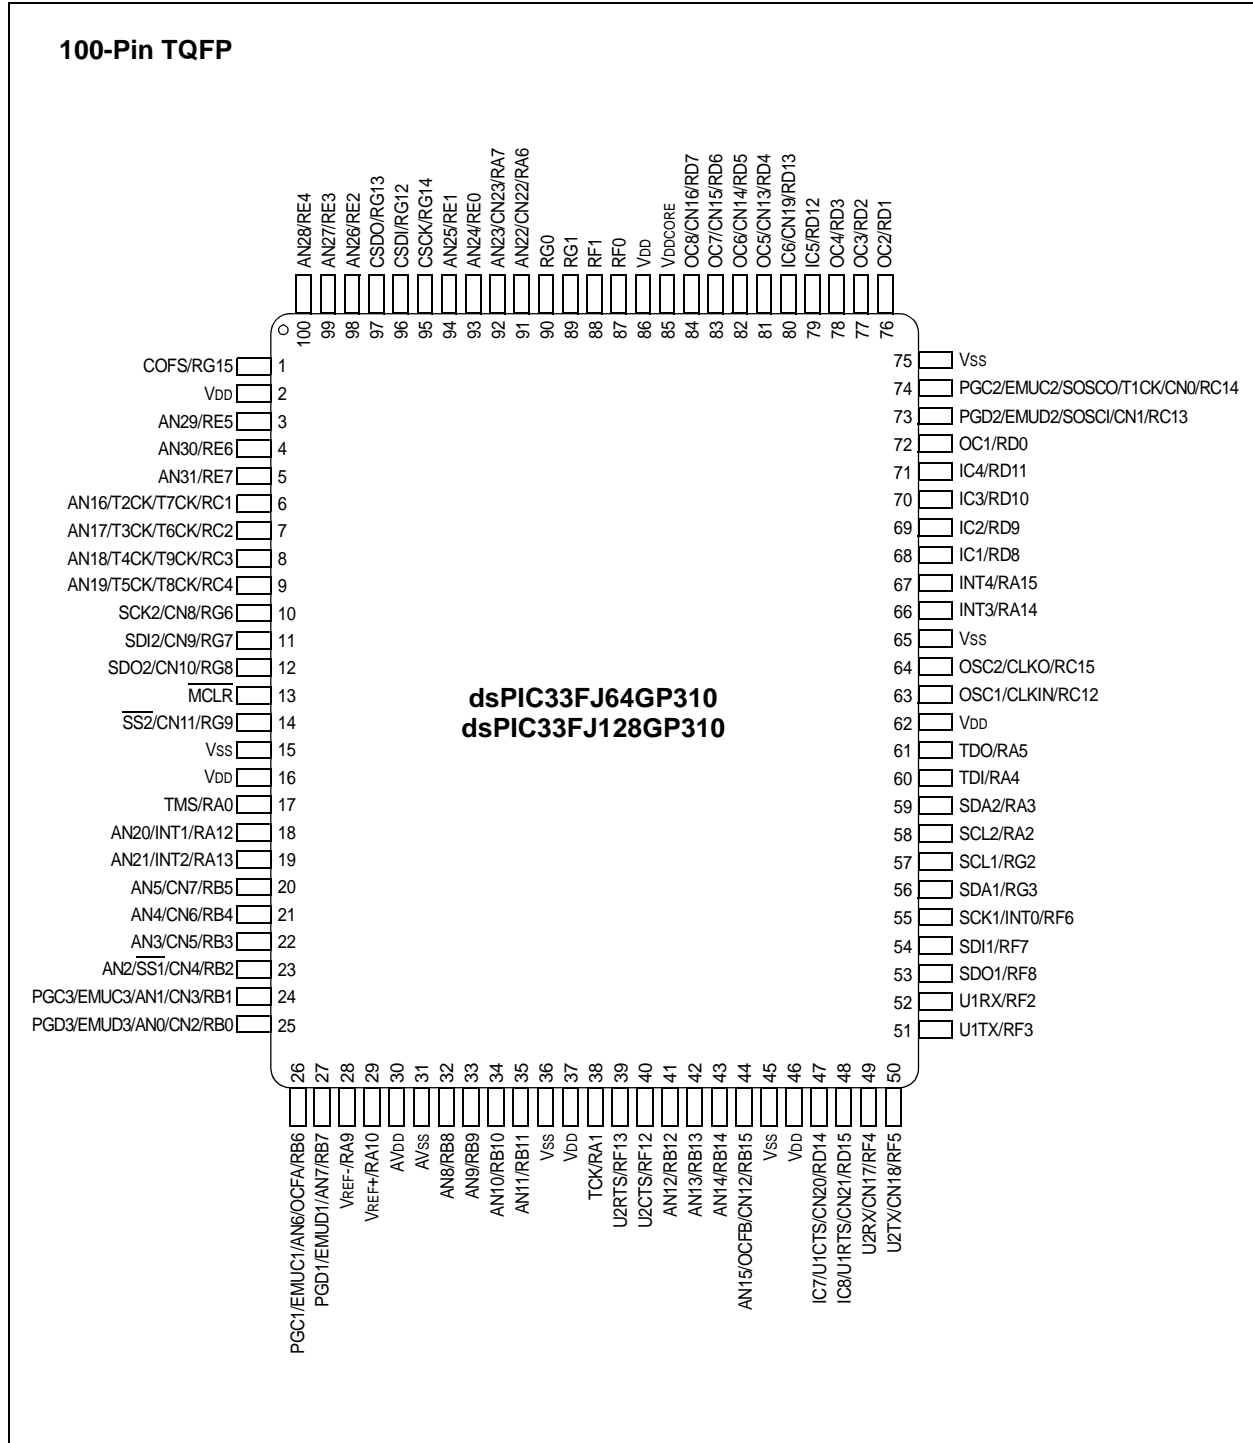 100-Pin TQFP
AN28/RE4
AN27/RE3
AN26/RE2
CSDO/RG13
CSDI/RG12
CSCK/RG14
AN25/RE1
AN24/RE0
AN23/CN23/RA7
AN22/CN22/RA6
RG0
RG1
RF1
RF0
VDD
VDDCORE
OC8/CN16/RD7
OC7/CN15/RD6
OC6/CN14/RD5
OC5/CN13/RD4
IC6/CN19/RD13
IC5/RD12
OC4/RD3
OC3/RD2
OC2/RD1
100 99 98 97 96 95 94 93 92 91 90 89 88 87 86 85 84 83 82 81 80 79 78 77 76
COFS/RG15 1
VDD 2
AN29/RE5 3
AN30/RE6 4
AN31/RE7 5
AN16/T2CK/T7CK/RC1 6
AN17/T3CK/T6CK/RC2 7
AN18/T4CK/T9CK/RC3 8
AN19/T5CK/T8CK/RC4 9
SCK2/CN8/RG6 10
SDI2/CN9/RG7 11
SDO2/CN10/RG8 12
MCLR 13
SS2/CN11/RG9 14
VSS 15
VDD 16
TMS/RA0 17
AN20/INT1/RA12 18
AN21/INT2/RA13 19
AN5/CN7/RB5 20
AN4/CN6/RB4 21
AN3/CN5/RB3 22
AN2/SS1/CN4/RB2 23
PGC3/EMUC3/AN1/CN3/RB1 24
PGD3/EMUD3/AN0/CN2/RB0 25
dsPIC33FJ64GP310
dsPIC33FJ128GP310
75 VSS
74 PGC2/EMUC2/SOSCO/T1CK/CN0/RC14
73 PGD2/EMUD2/SOSCI/CN1/RC13
72 OC1/RD0
71 IC4/RD11
70 IC3/RD10
69 IC2/RD9
68 IC1/RD8
67 INT4/RA15
66 INT3/RA14
65 VSS
64 OSC2/CLKO/RC15
63 OSC1/CLKIN/RC12
62 VDD
61 TDO/RA5
60 TDI/RA4
59 SDA2/RA3
58 SCL2/RA2
57 SCL1/RG2
56 SDA1/RG3
55 SCK1/INT0/RF6
54 SDI1/RF7
53 SDO1/RF8
52 U1RX/RF2
51 U1TX/RF3
26 27 28 29 30 31 32 33 34 35 36 37 38 39 40 41 42 43 44 45 46 47 48 49 50
PGC1/EMUC1/AN6/OCFA/RB6
PGD1/EMUD1/AN7/RB7
VREF-/RA9
VREF+/RA10
AVDD
AVSS
AN8/RB8
AN9/RB9
AN10/RB10
AN11/RB11
VSS
VDD
TCK/RA1
U2RTS/RF13
U2CTS/RF12
AN12/RB12
AN13/RB13
AN14/RB14
AN15/OCFB/CN12/RB15
VSS
VDD
IC7/U1CTS/CN20/RD14
IC8/U1RTS/CN21/RD15
U2RX/CN17/RF4
U2TX/CN18/RF5